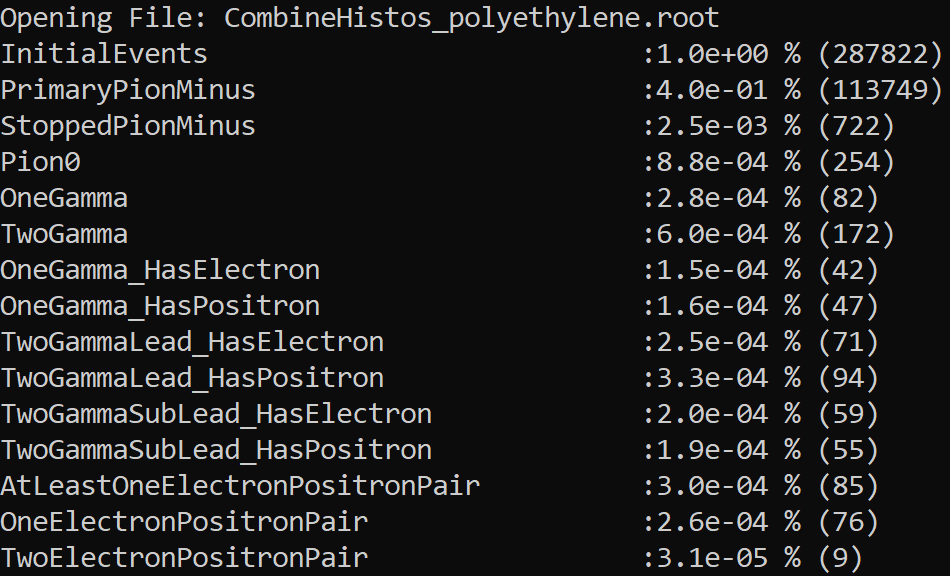 Opening File: CombineHistos_polyethylene.root
InitialEvents :1.0e+00 % (287822)
PrimaryPionMinus :4.0e-01 % (113749)
StoppedPionMinus :2.5e-03 % (722)
Pion0 :8.8e-04 % (254)
OneGamma :2.8e-04 % (82)
TwoGamma :6.0e-04 % (172)
OneGamma_HasElectron :1.5e-04 % (42)
OneGamma_HasPositron :1.6e-04 % (47)
TwoGammaLead_HasElectron :2.5e-04 % (71)
TwoGammaLead_HasPositron :3.3e-04 % (94)
TwoGammaSubLead_HasElectron :2.0e-04 % (59)
TwoGammaSubLead_HasPositron :1.9e-04 % (55)
AtLeastOneElectronPositronPair :3.0e-04 % (85)
OneElectronPositronPair :2.6e-04 % (76)
TwoElectronPositronPair :3.1e-05 % (9)